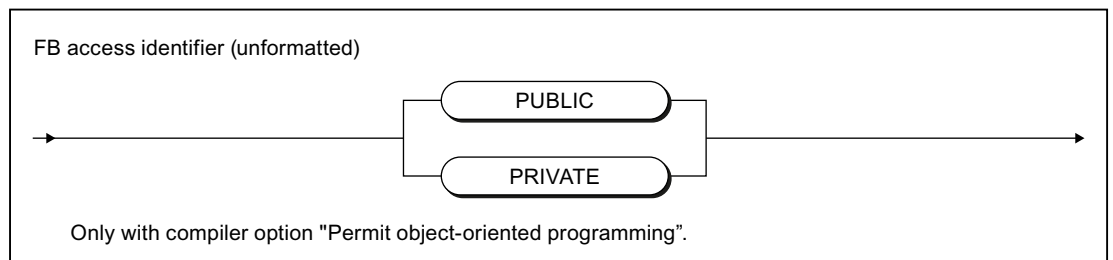 FB access identifier (unformatted)
PUBLIC
PRIVATE
Only with compiler option "Permit object-oriented programming”.